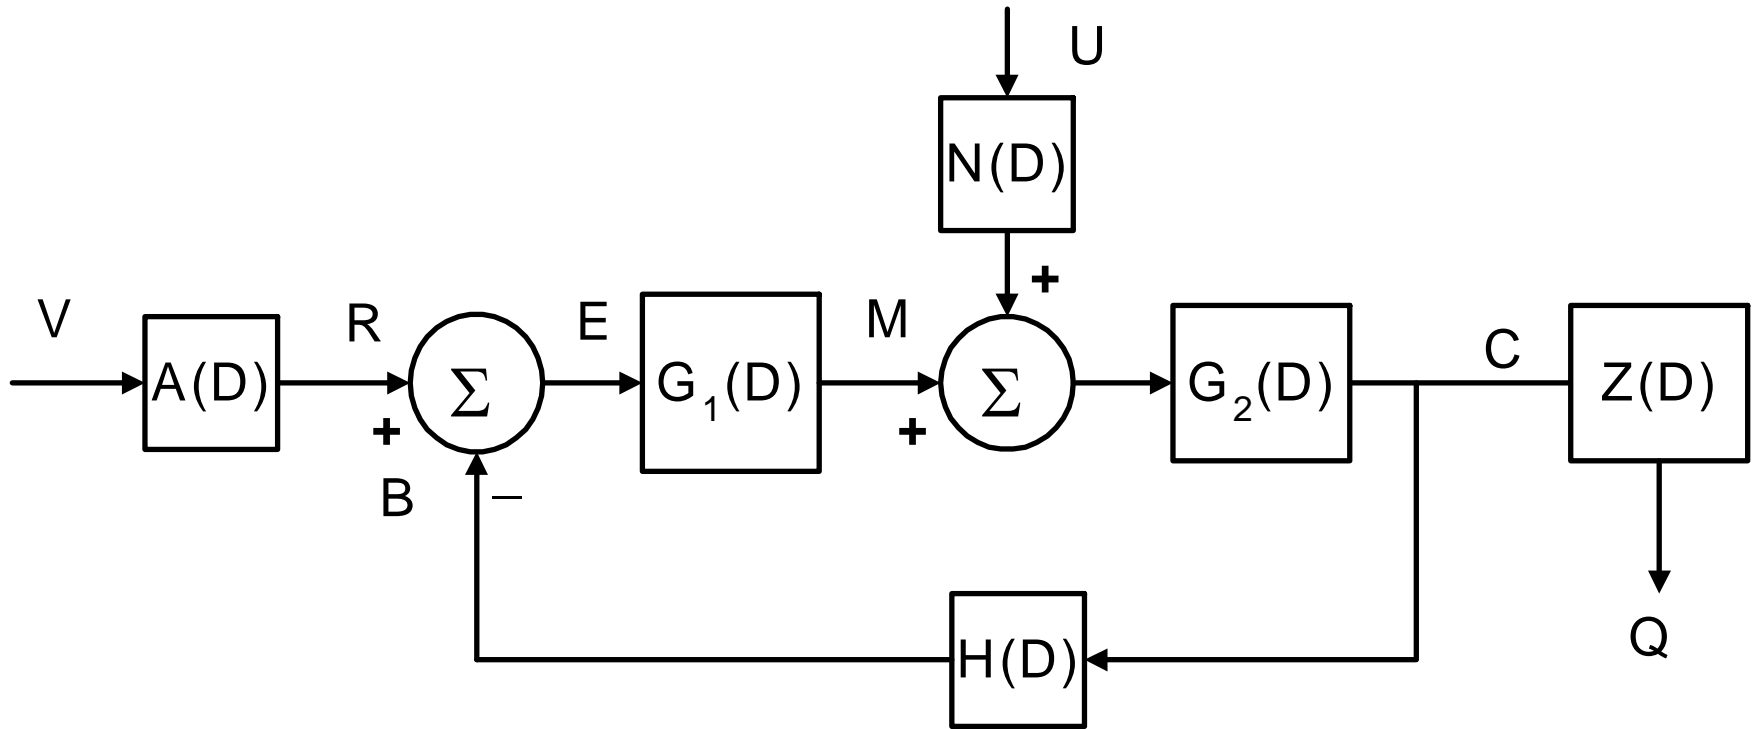 U
N(D)
+
V
A(D)
R
+
Σ
E
G₁(D)
M
+
Σ
G₂(D)
C
Z(D)
B
−
H(D)
Q